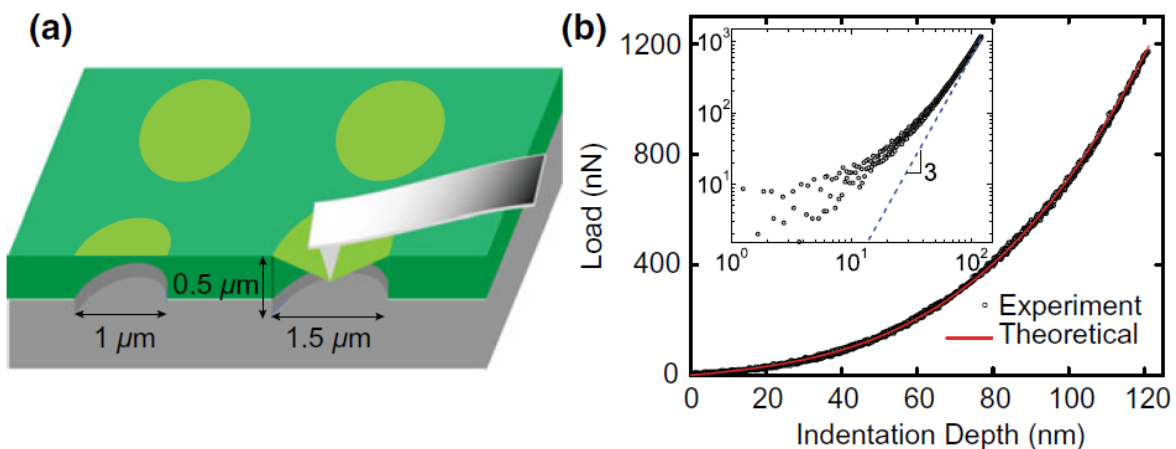 (a)
0.5 μm
1 μm
1.5 μm
(b)
1200
800
400
0
Load (nN)
10³
10²
10¹
10⁰
10¹
10²
3
Experiment
Theoretical
0
20
40
60
80
100
120
Indentation Depth (nm)